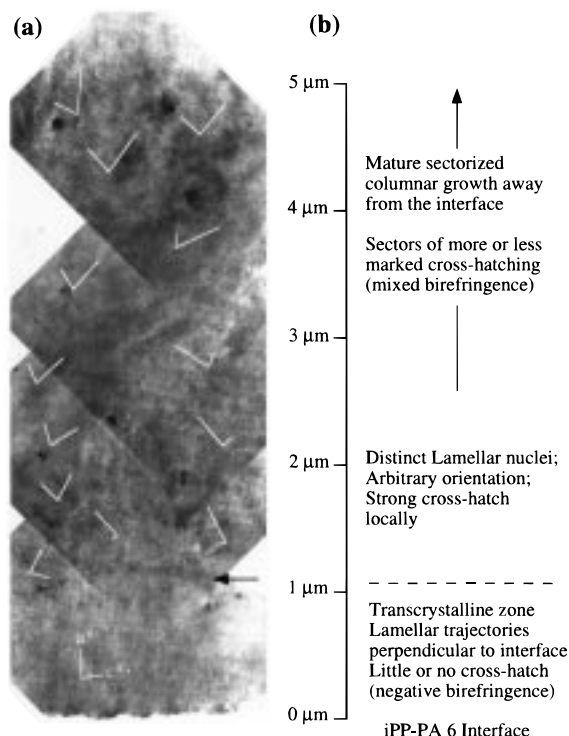 (a)
(b)
5 μm
Mature sectorized
columnar growth away
from the interface
4 μm
Sectors of more or less
marked cross-hatching
(mixed birefringence)
3 μm
Distinct Lamellar nuclei;
2 μm
Arbitrary orientation;
Strong cross-hatch
locally
1 μm
Transcrystalline zone
Lamellar trajectories
perpendicular to interface
Little or no cross-hatch
(negative birefringence)
0 μm
iPP-PA 6 Interface